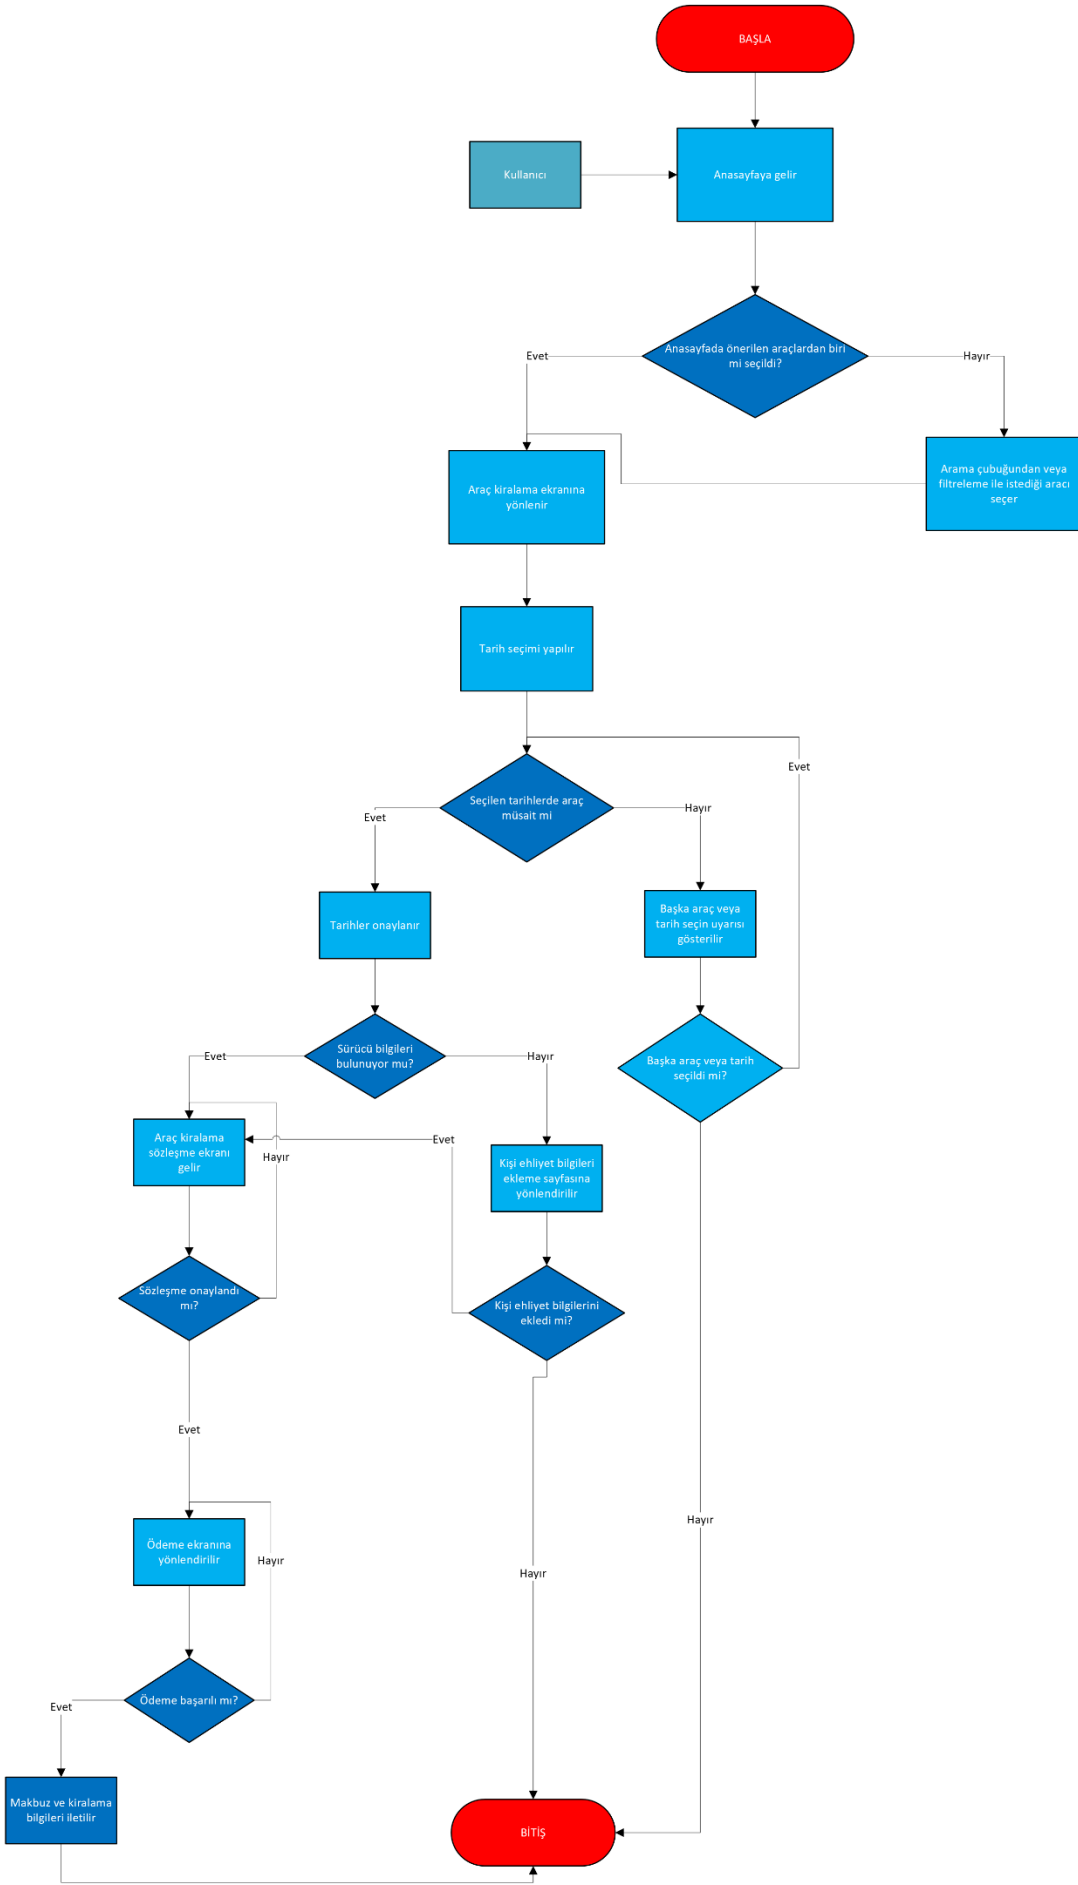 BAŞLA
Kullanıcı
Anasayfaya gelir
Anasayfada önerilen araçlardan biri
mi seçildi?
Evet
Hayır
Araç kiralama ekranına
yönlenir
Arama çubuğundan veya
filtreleme ile istediği aracı
seçer
Tarih seçimi yapılır
Evet
Seçilen tarihlerde araç
müsait mi
Evet
Hayır
Tarihler onaylanır
Başka araç veya
tarih seçin uyarısı
gösterilir
Sürücü bilgileri
bulunuyor mu?
Evet
Hayır
Başka araç veya tarih
seçildi mi?
Araç kiralama
sözleşme ekranı
gelir
Hayır
Evet
Kişi ehliyet bilgileri
ekleme sayfasına
yönlendirilir
Sözleşme onaylandı
mı?
Kişi ehliyet bilgilerini
ekledi mi?
Evet
Hayır
Ödeme ekranına
yönlendirilir
Hayır
Hayır
Ödeme başarılı mı?
Evet
Makbuz ve kiralama
bilgileri iletilir
BİTİŞ